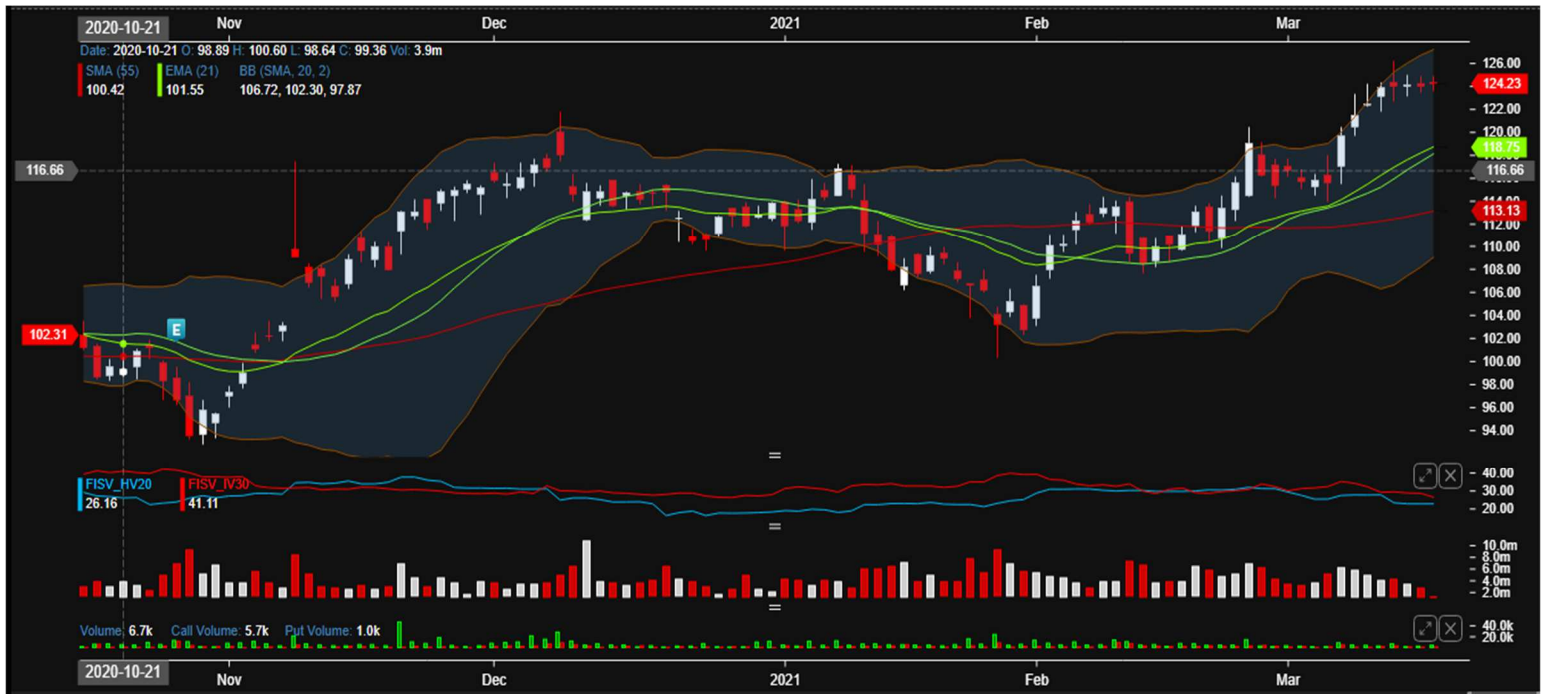 2020-10-21 Nov Dec 2021 Feb Mar
Date: 2020-10-21 O: 98.89 H: 100.60 L: 98.64 C: 99.36 Vol: 3.9m
SMA (55) EMA (21) BB (SMA, 20, 2)
100.42 101.55 106.72, 102.30, 97.87
126.00
124.23
122.00
120.00
118.75
116.66 116.66
114.00
113.13
112.00
110.00
108.00
106.00
104.00
102.31 102.00
100.00
98.00
96.00
94.00
E
FISV_HV20 FISV_IV30
26.16 41.11
40.00
30.00
20.00
10.0m
8.0m
6.0m
4.0m
2.0m
Volume: 6.7k Call Volume: 5.7k Put Volume: 1.0k
40.0k
20.0k
2020-10-21 Nov Dec 2021 Feb Mar